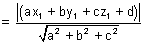 = |(ax₁ + by₁ + cz₁ + d)| / √a² + b² + c²